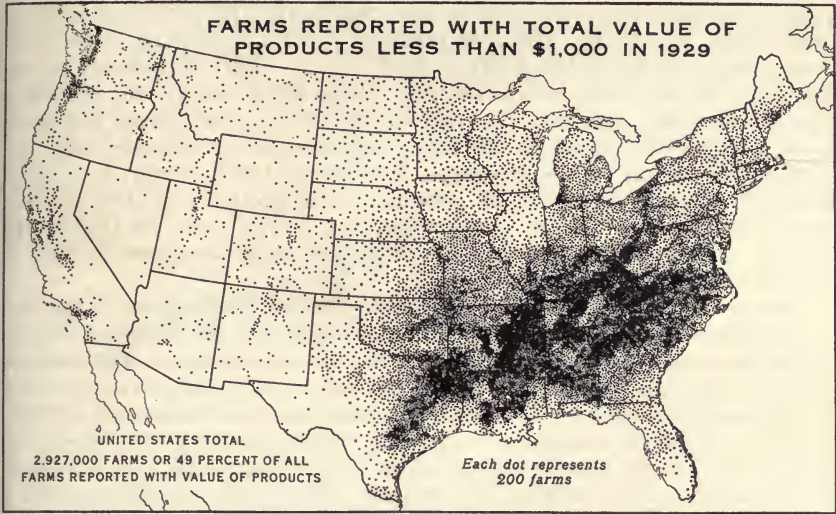 FARMS REPORTED WITH TOTAL VALUE OF
PRODUCTS LESS THAN $1,000 IN 1929
UNITED STATES TOTAL
2,927,000 FARMS OR 49 PERCENT OF ALL
FARMS REPORTED WITH VALUE OF PRODUCTS
Each dot represents
200 farms